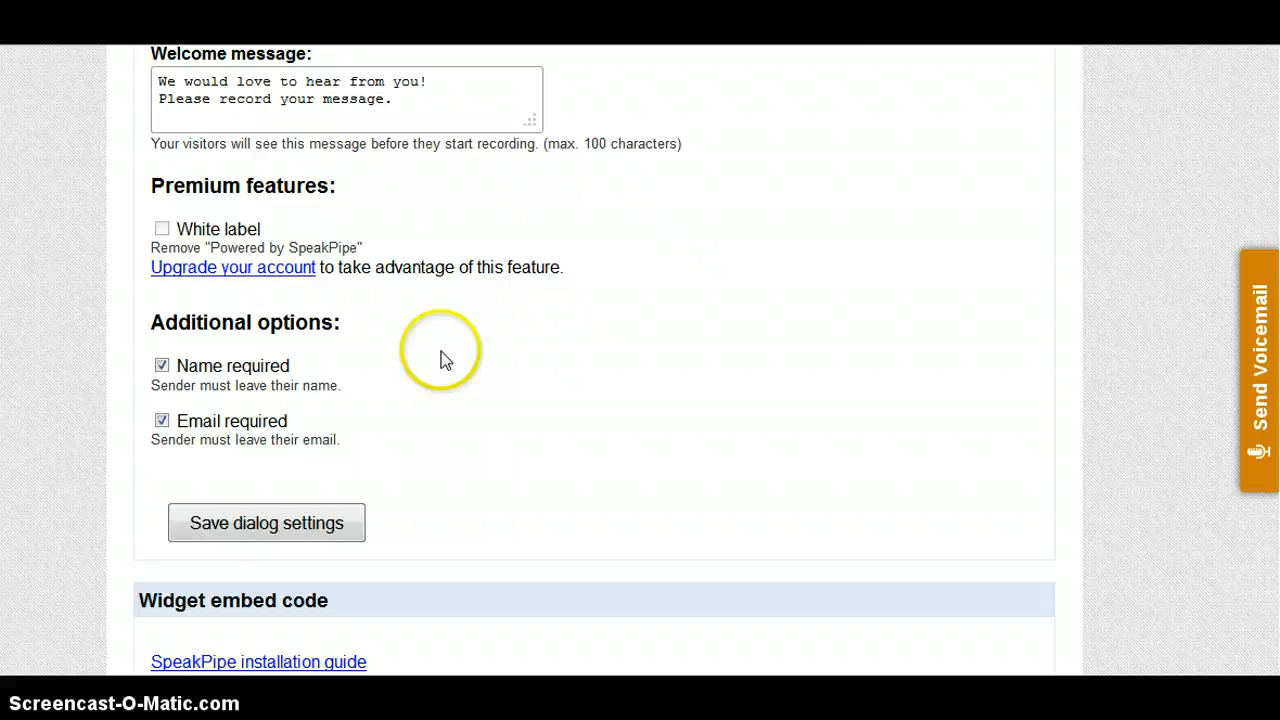 Welcome message:
We would love to hear from you!
Please record your message.
Your visitors will see this message before they start recording. (max. 100 characters)
Premium features:
White label
Remove "Powered by SpeakPipe"
Upgrade your account to take advantage of this feature.
Additional options:
Name required
Sender must leave their name.
Email required
Sender must leave their email.
Save dialog settings
Widget embed code
SpeakPipe installation guide
Send Voicemail
Screencast-O-Matic.com